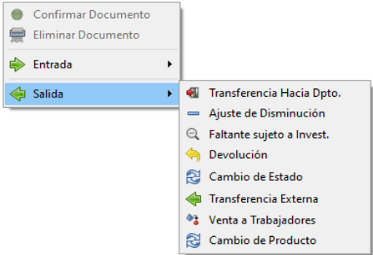 Confirmar Documento
Eliminar Documento
Entrada
Salida
Transferencia Hacia Dpto.
Ajuste de Disminución
Faltante sujeto a Invest.
Devolución
Cambio de Estado
Transferencia Externa
Venta a Trabajadores
Cambio de Producto